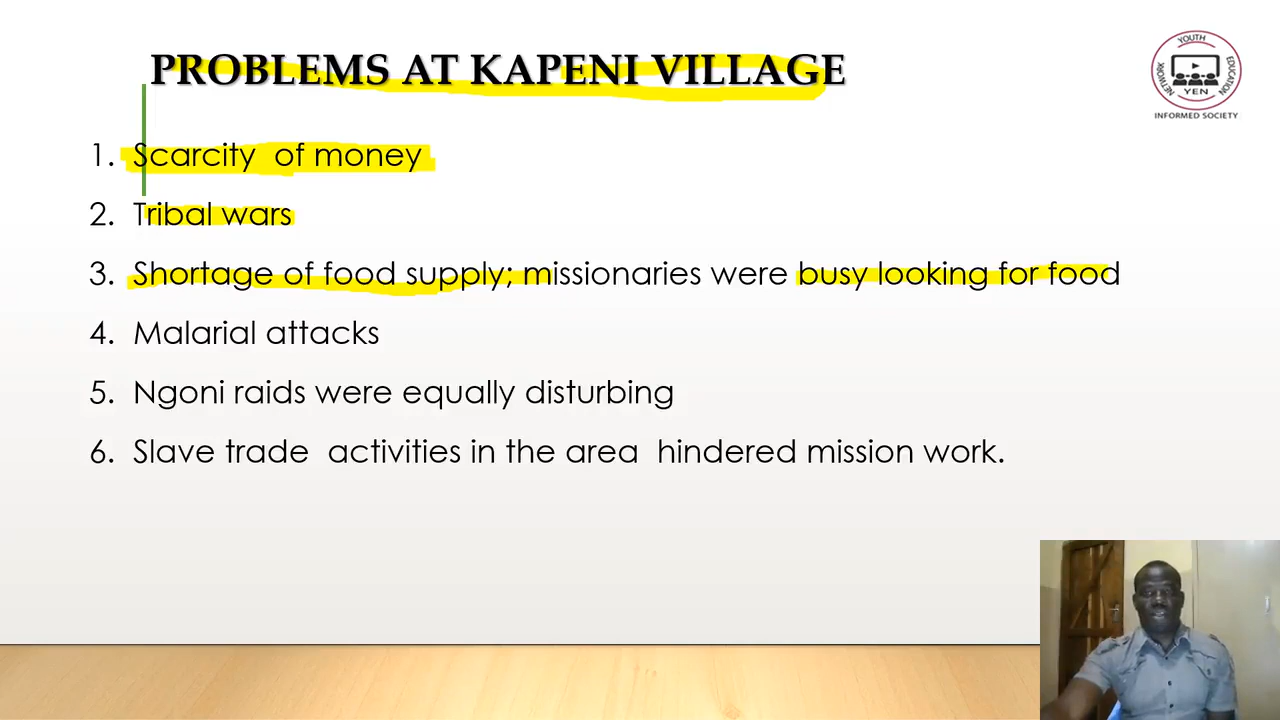 PROBLEMS AT KAPENI VILLAGE
YOUTH EDUCATION NETWORK
YEN
INFORMED SOCIETY
1. Scarcity of money
2. Tribal wars
3. Shortage of food supply; missionaries were busy looking for food
4. Malarial attacks
5. Ngoni raids were equally disturbing
6. Slave trade activities in the area hindered mission work.